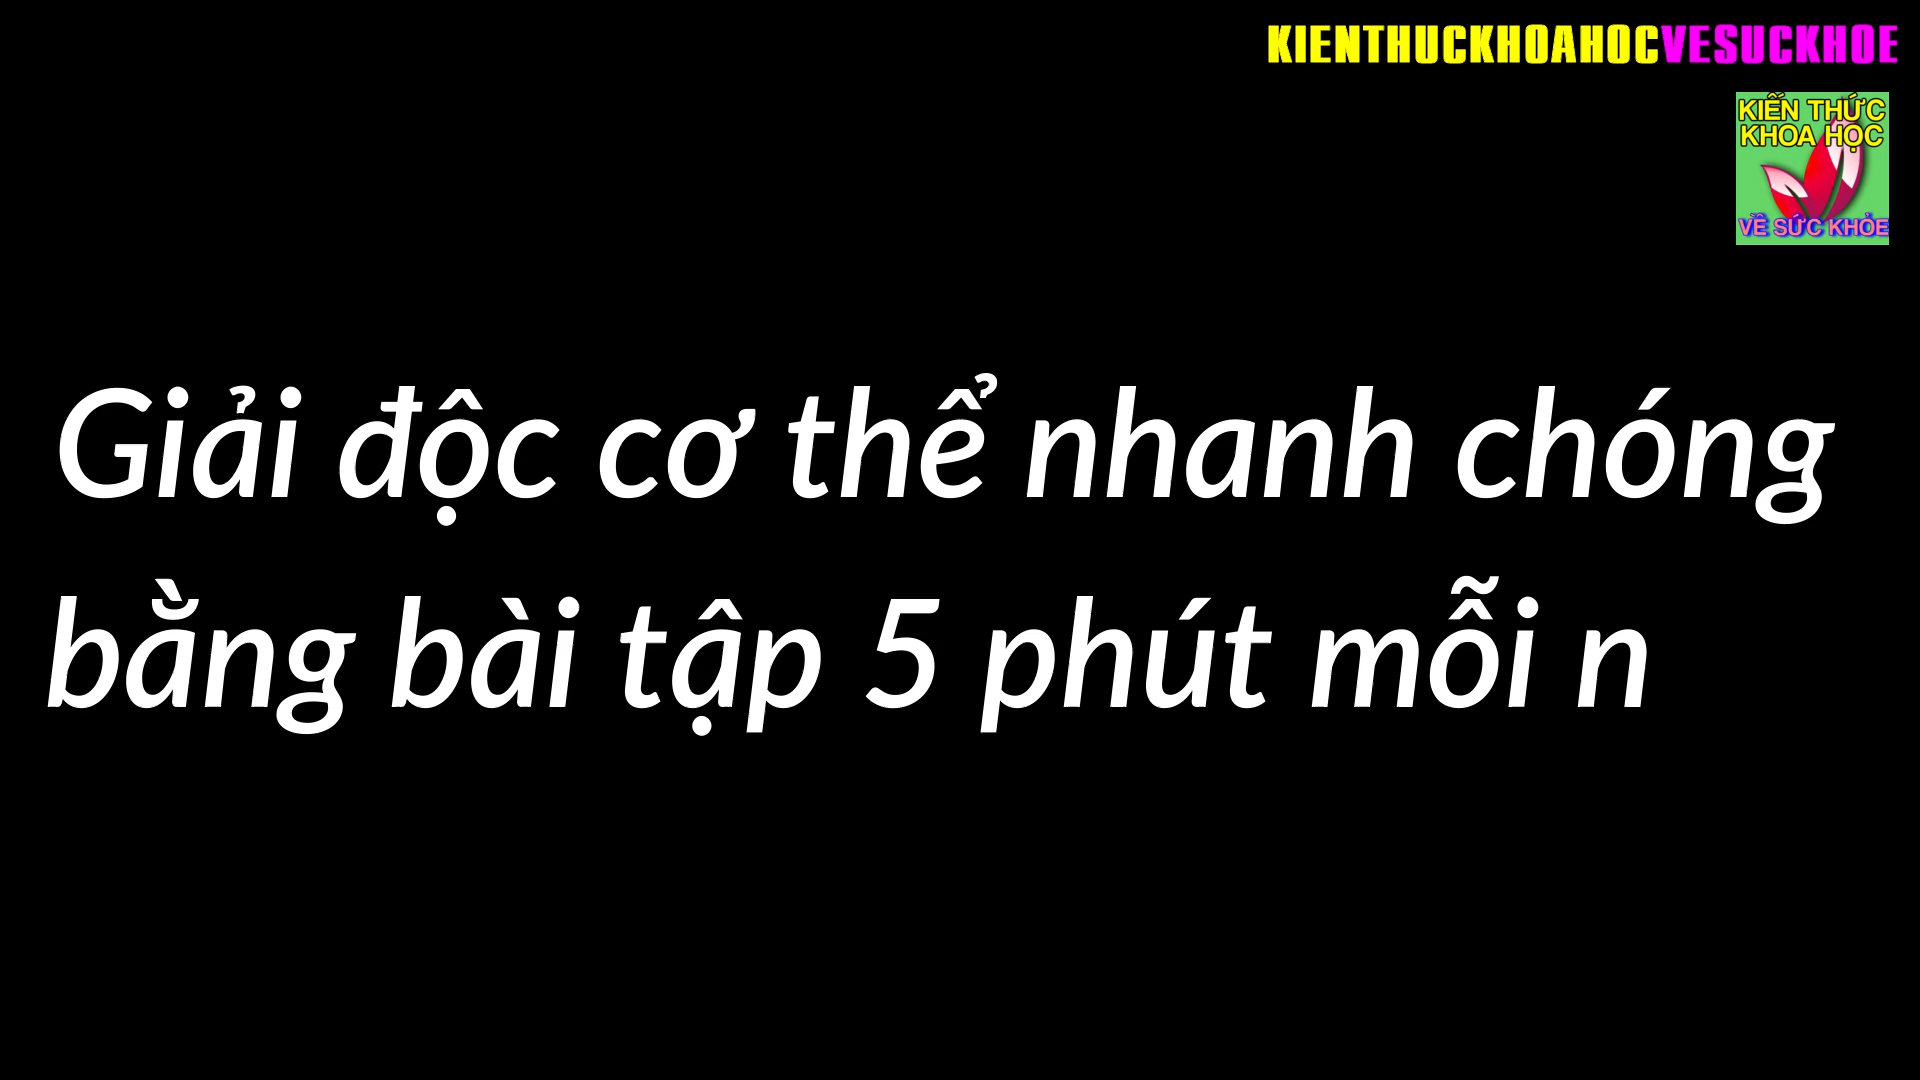 KIENTHUCKHOAHOCVESUCKHOE
KIẾN THỨC
KHOA HỌC
VỀ SỨC KHỎE
Giải độc cơ thể nhanh chóng
bằng bài tập 5 phút mỗi n